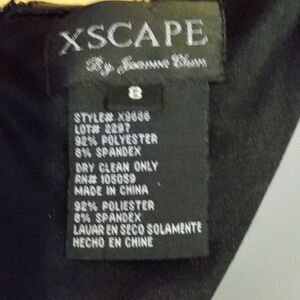 XSCAPE
By Joanna Chen
8
STYLE# X9686
LOT# 2297
92% POLYESTER
8% SPANDEX
DRY CLEAN ONLY
RN# 105059
MADE IN CHINA
92% POLIESTER
8% SPANDEX
LAVAR EN SECO SOLAMENTE
HECHO EN CHINE